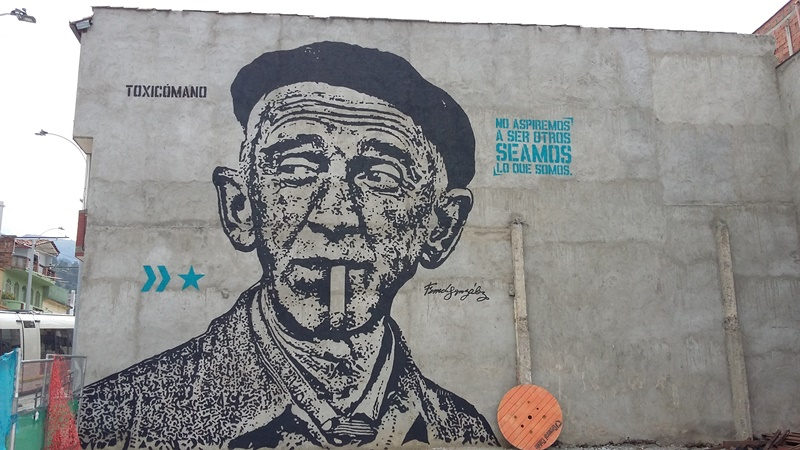 TOXICÓMANO
NO ASPIREMOS
A SER OTROS
SEAMOS
LO QUE SOMOS.